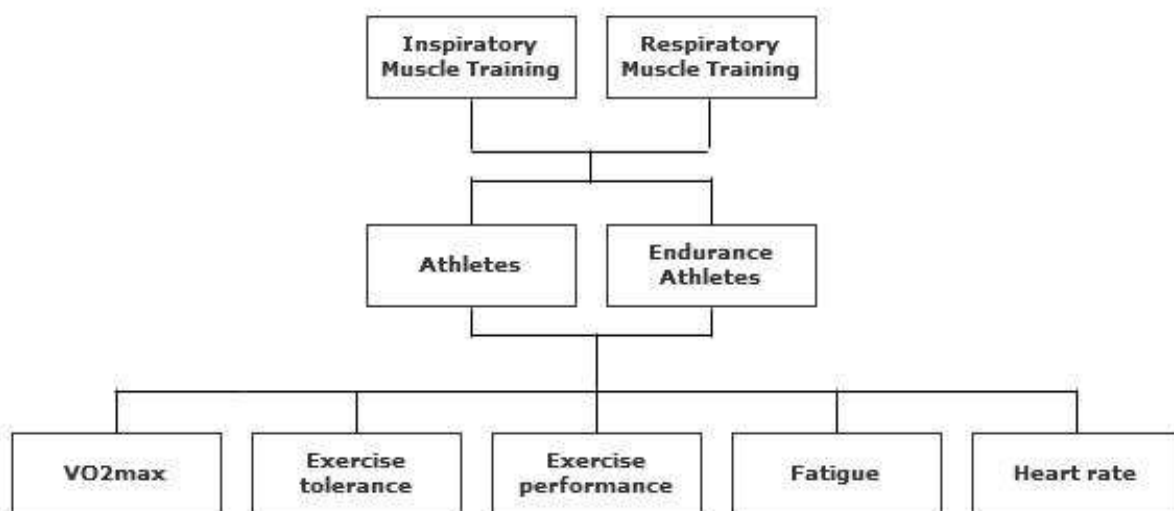 Inspiratory
Muscle Training
Respiratory
Muscle Training
Athletes
Endurance
Athletes
VO2max
Exercise
tolerance
Exercise
performance
Fatigue
Heart rate